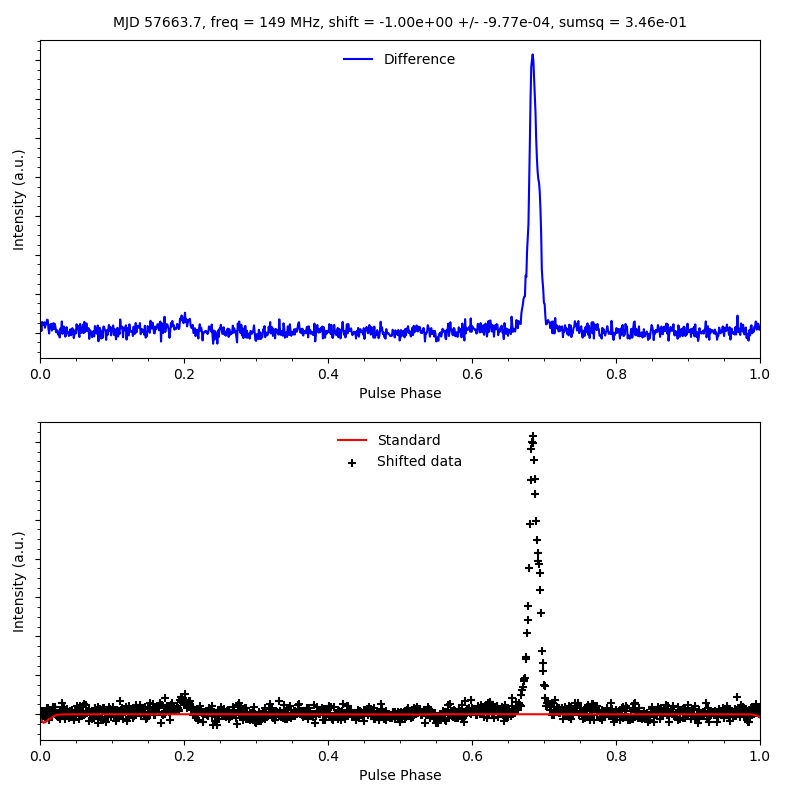 MJD 57663.7, freq = 149 MHz, shift = -1.00e+00 +/- -9.77e-04, sumsq = 3.46e-01
Difference
Intensity (a.u.)
0.0 0.2 0.4 0.6 0.8 1.0
Pulse Phase
Standard
Shifted data
Intensity (a.u.)
0.0 0.2 0.4 0.6 0.8 1.0
Pulse Phase